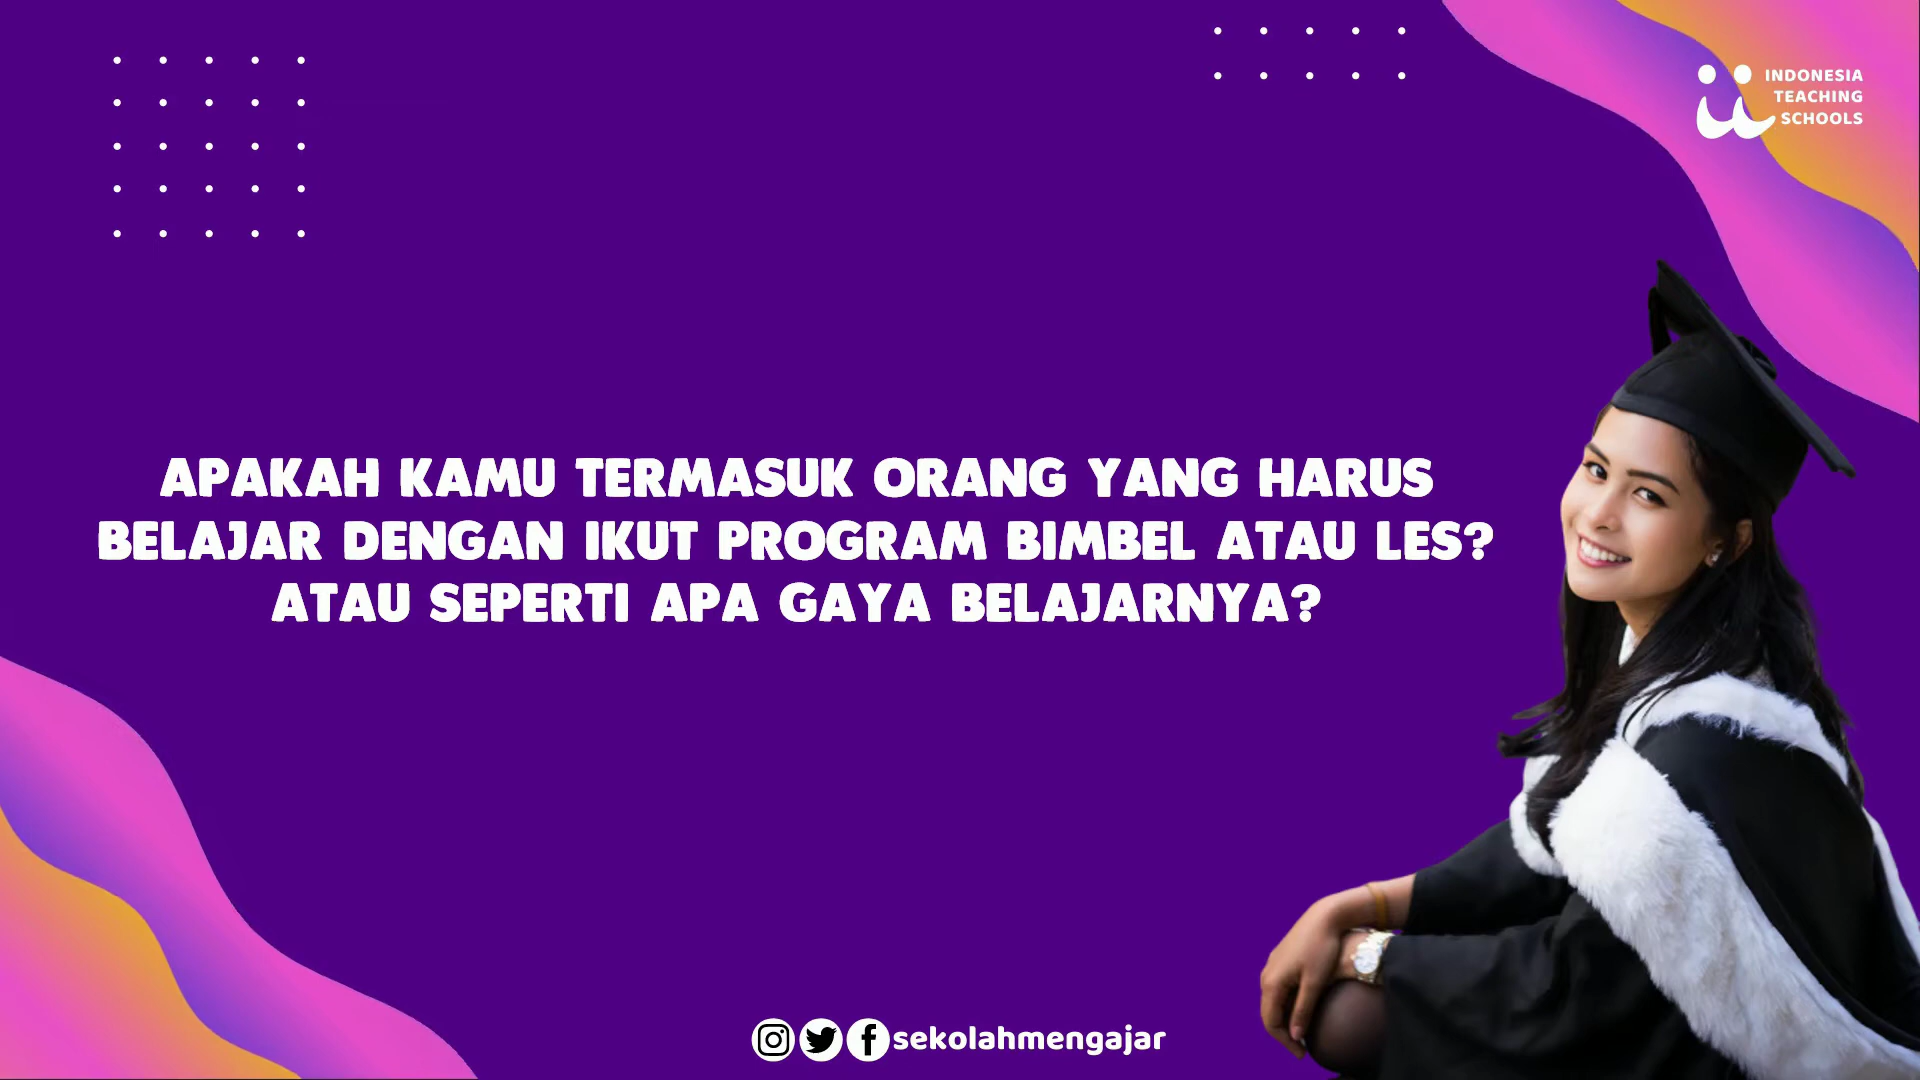 INDONESIA
TEACHING
SCHOOLS
APAKAH KAMU TERMASUK ORANG YANG HARUS
BELAJAR DENGAN IKUT PROGRAM BIMBEL ATAU LES?
ATAU SEPERTI APA GAYA BELAJARNYA?
sekolahmengajar